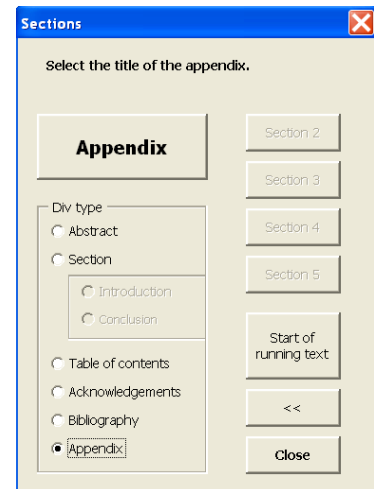 Sections
Select the title of the appendix.
Appendix
Div type
Abstract
Section
Introduction
Conclusion
Table of contents
Acknowledgements
Bibliography
Appendix
Section 2
Section 3
Section 4
Section 5
Start of
running text
<<
Close